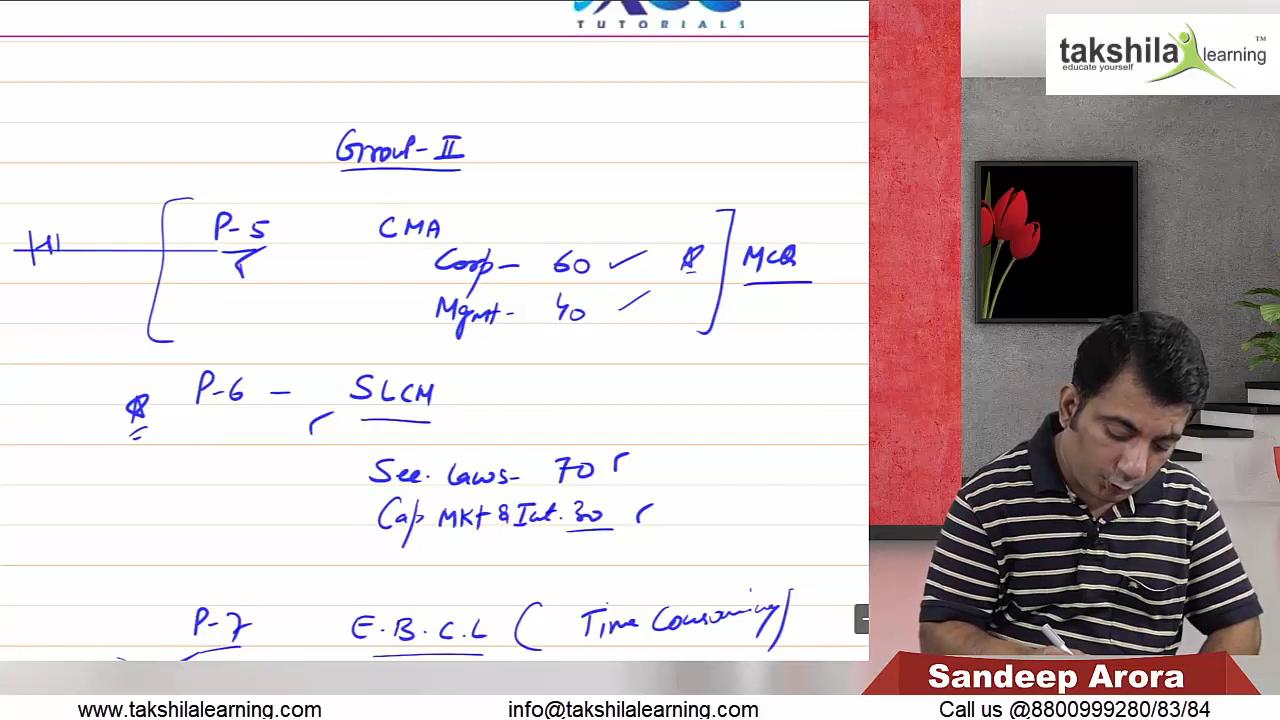 TUTORIALS
takshila learning TM
educate yourself
Group-II
P-5 CMA
Corp- 60
MCQ
Mgmt- 40
P-6 - SLCM
Sec. Laws- 70
Cap Mkt & Int. 30
P-7 E.B.C.L ( Time Consuming )
Sandeep Arora
www.takshilalearning.com info@takshilalearning.com Call us @8800999280/83/84